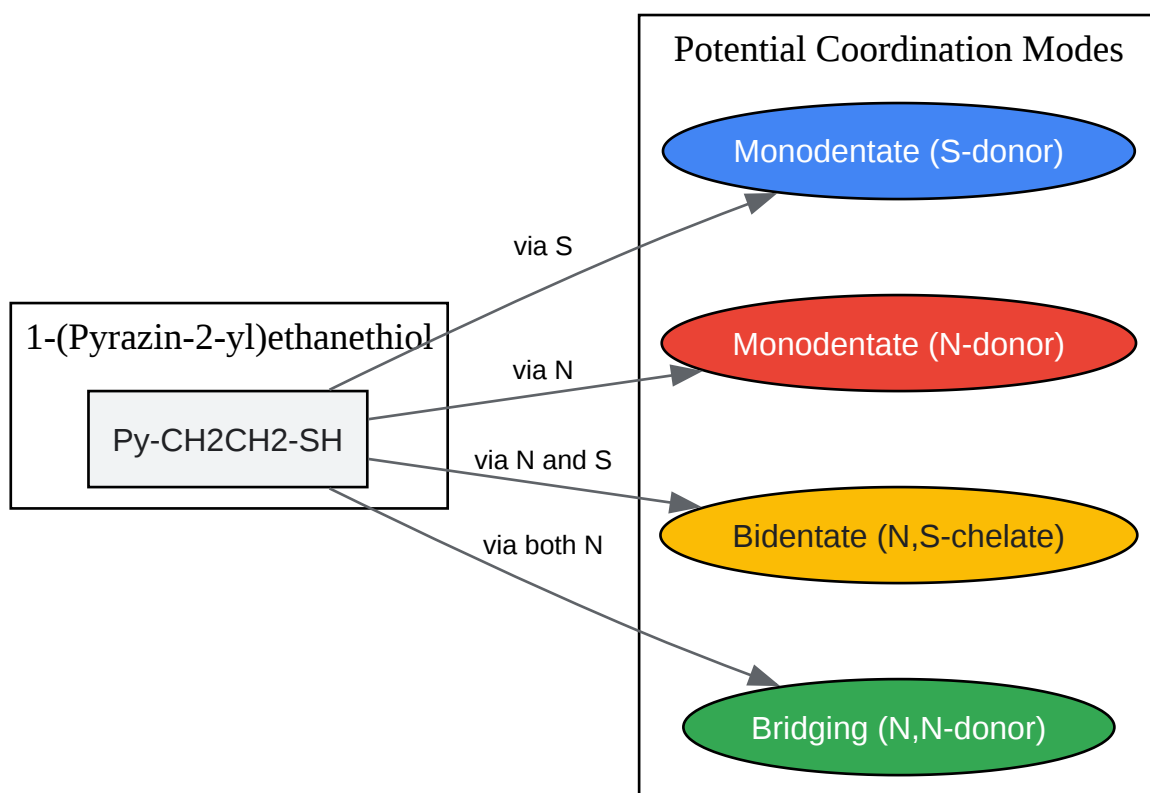 Potential Coordination Modes
Monodentate (S-donor)
via S
1-(Pyrazin-2-yl)ethanethiol
Monodentate (N-donor)
via N
Py-CH2CH2-SH
via N and S
Bidentate (N,S-chelate)
via both N
Bridging (N,N-donor)